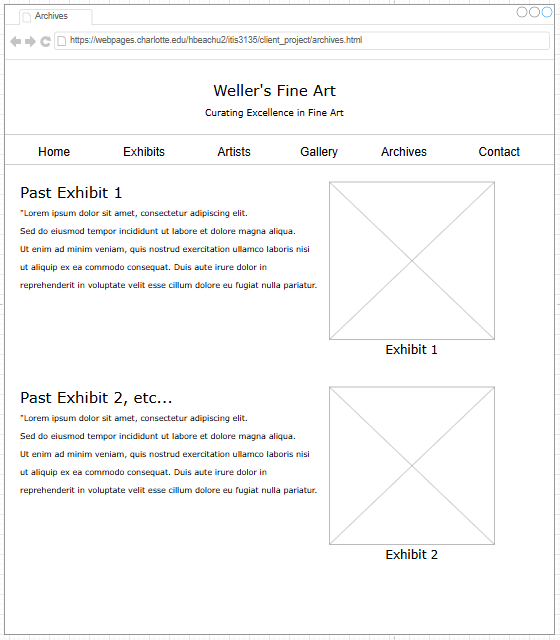 Archives
https://webpages.charlotte.edu/hbeachu2/itis3135/client_project/archives.html
Weller's Fine Art
Curating Excellence in Fine Art
Home Exhibits Artists Gallery Archives Contact
Past Exhibit 1
"Lorem ipsum dolor sit amet, consectetur adipiscing elit.
Sed do eiusmod tempor incididunt ut labore et dolore magna aliqua.
Ut enim ad minim veniam, quis nostrud exercitation ullamco laboris nisi
ut aliquip ex ea commodo consequat. Duis aute irure dolor in
reprehenderit in voluptate velit esse cillum dolore eu fugiat nulla pariatur.
Exhibit 1
Past Exhibit 2, etc...
"Lorem ipsum dolor sit amet, consectetur adipiscing elit.
Sed do eiusmod tempor incididunt ut labore et dolore magna aliqua.
Ut enim ad minim veniam, quis nostrud exercitation ullamco laboris nisi
ut aliquip ex ea commodo consequat. Duis aute irure dolor in
reprehenderit in voluptate velit esse cillum dolore eu fugiat nulla pariatur.
Exhibit 2